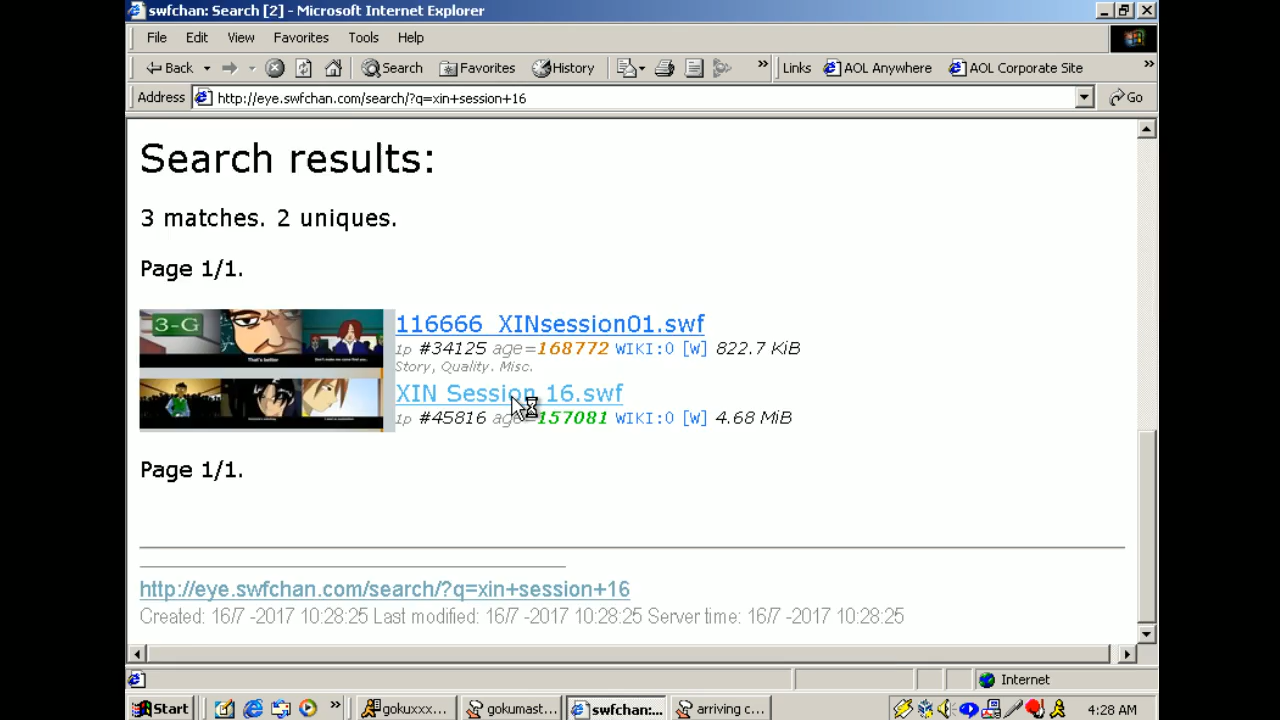 swfchan: Search [2] - Microsoft Internet Explorer
File Edit View Favorites Tools Help
Back Search Favorites History » Links AOL Anywhere AOL Corporate Site »
Address http://eye.swfchan.com/search/?q=xin+session+16 Go
Search results:
3 matches. 2 uniques.
Page 1/1.
3-G
116666_XINsession01.swf
1p #34125 age=168772 WIKI:0 [W] 822.7 KiB
Story, Quality. Misc.
XIN Session 16.swf
1p #45816 age=157081 WIKI:0 [W] 4.68 MiB
Page 1/1.
http://eye.swfchan.com/search/?q=xin+session+16
Created: 16/7 -2017 10:28:25 Last modified: 16/7 -2017 10:28:25 Server time: 16/7 -2017 10:28:25
Internet
Start » gokuxxx... gokumast... swfchan:... arriving c... 4:28 AM